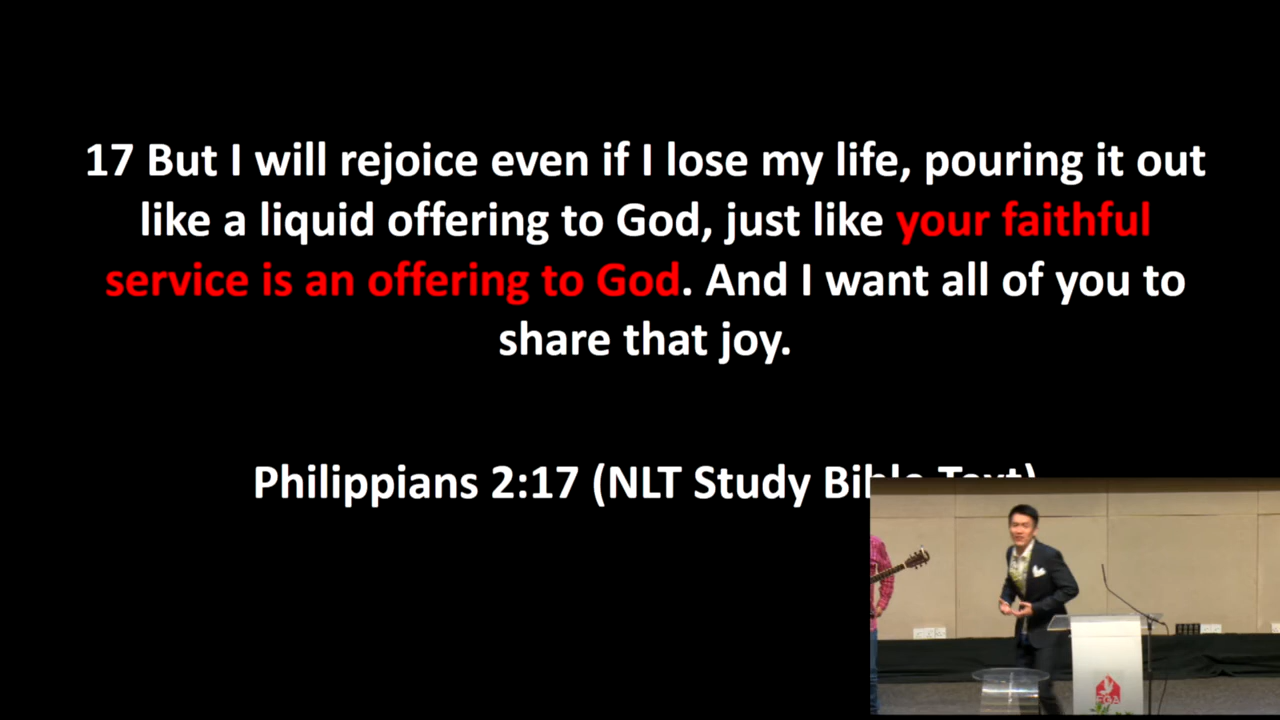 17 But I will rejoice even if I lose my life, pouring it out
like a liquid offering to God, just like your faithful
service is an offering to God. And I want all of you to
share that joy.
Philippians 2:17 (NLT Study Bible Text)